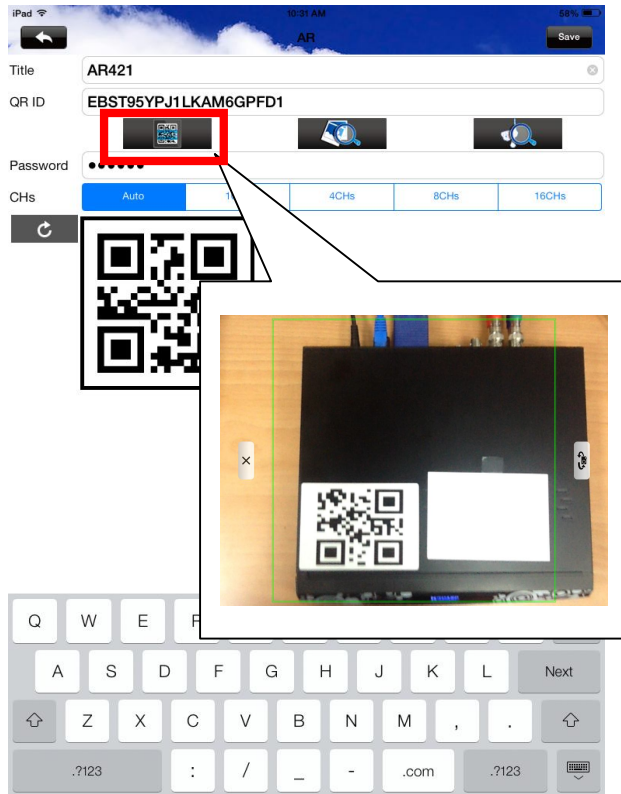 iPad 10:31 AM 58%
AR Save
Title AR421
QR ID EBST95YPJ1LKAM6GPFD1
Password ••••••
CHs Auto 4CHs 8CHs 16CHs
Q W E
A S D F G H J K L Next
Z X C V B N M , .
.?123 : / _ - .com .?123